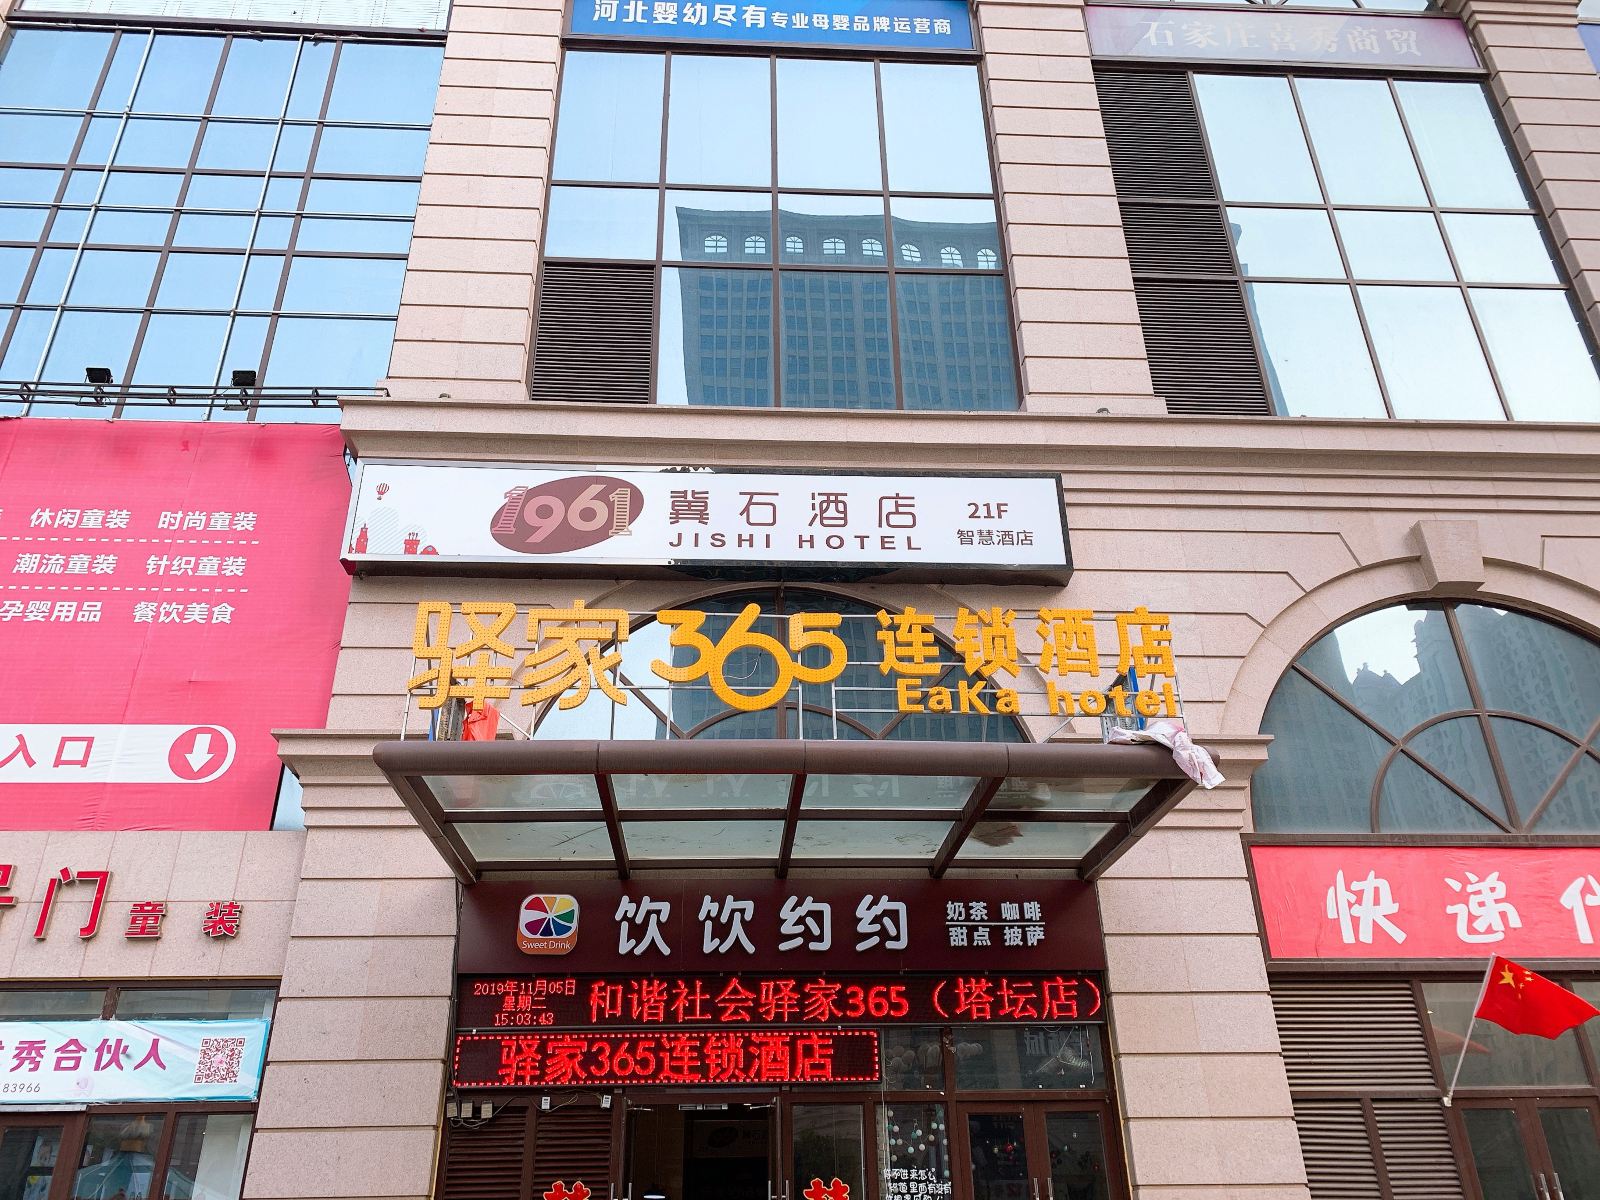 河北婴幼尽有专业母婴品牌运营商
石家庄喜秀商贸
休闲童装 时尚童装
潮流童装 针织童装
孕婴用品 餐饮美食
入口
1961 冀石酒店 21F
JISHI HOTEL 智慧酒店
驿家365连锁酒店
EaKa hotel
门童装
饮饮约约 奶茶 咖啡
甜点 披萨
Sweet Drink
快递
2019年11月05日
星期二
15:03:43
和谐社会驿家365（塔坛店）
驿家365连锁酒店
秀合伙人
83966